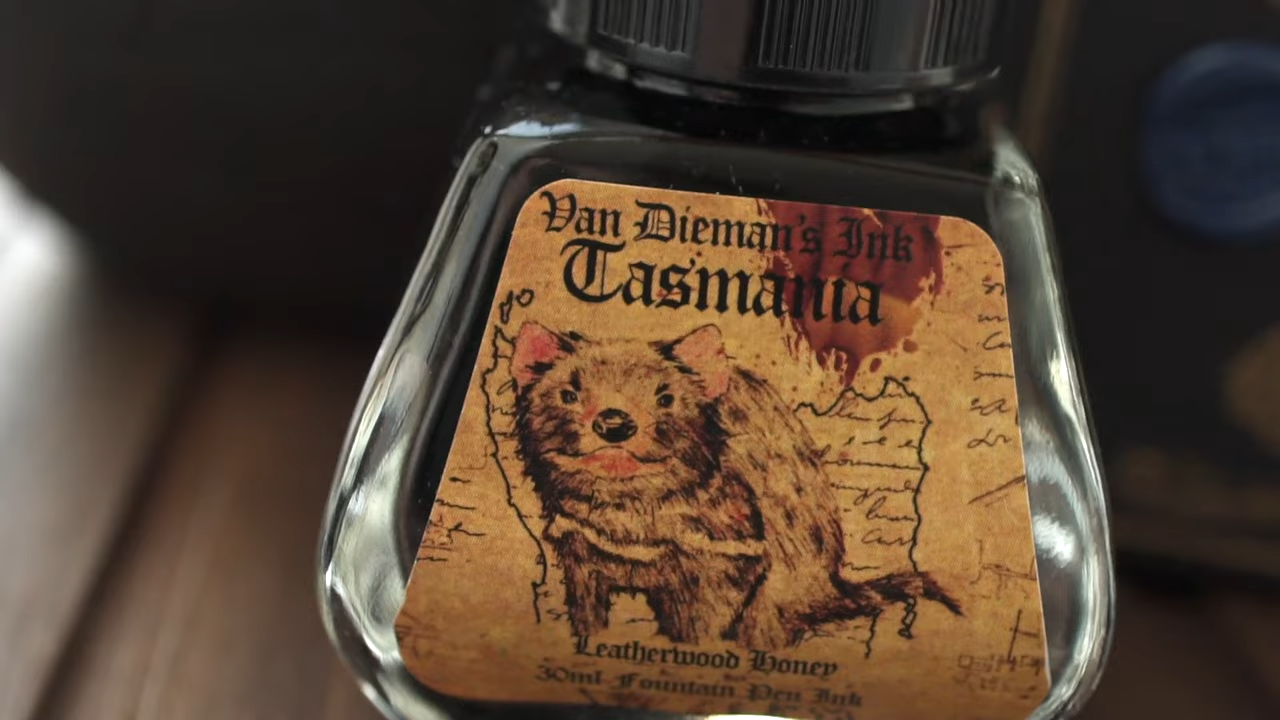 Van Dieman's Ink
Tasmania
Leatherwood Honey
30ml Fountain Pen Ink